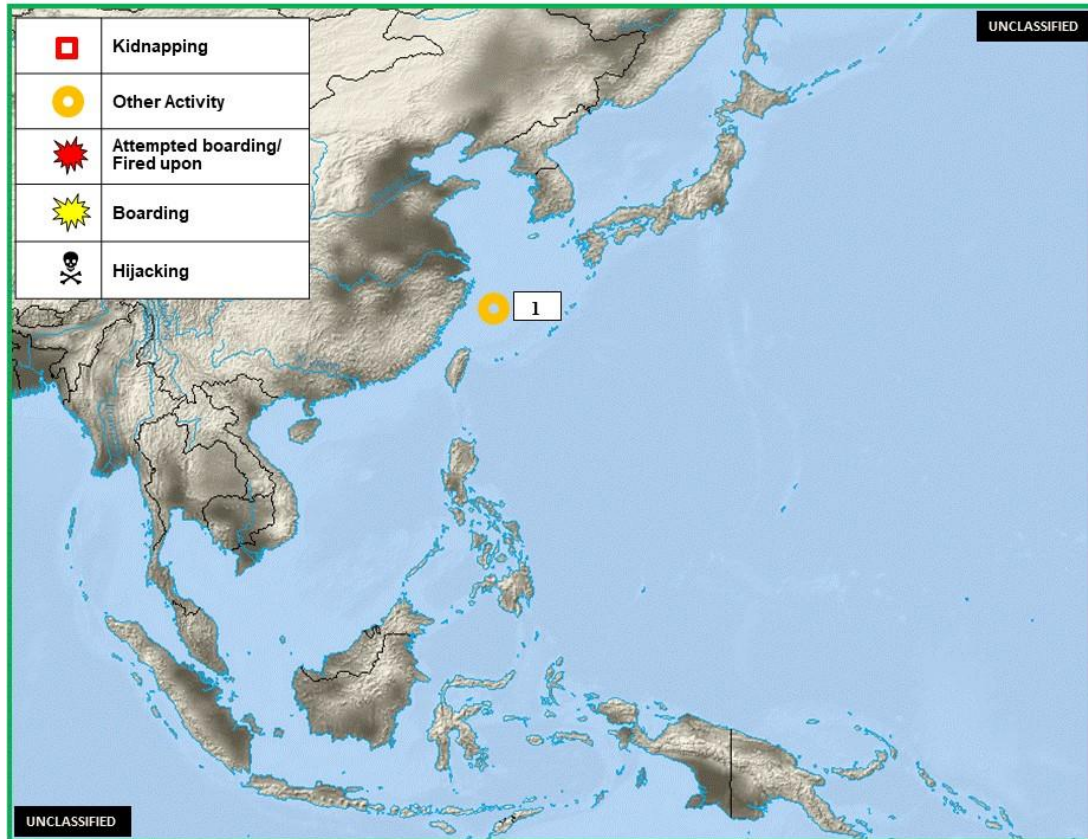 UNCLASSIFIED
Kidnapping
Other Activity
Attempted boarding/
Fired upon
Boarding
Hijacking
1
UNCLASSIFIED